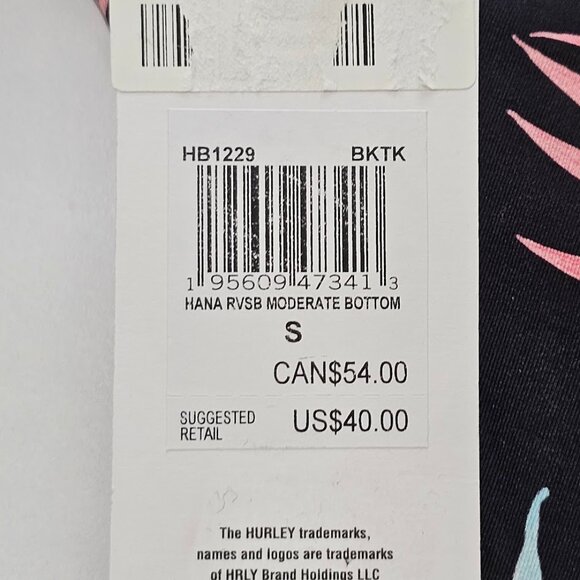 HB1229 BKTK
1 95609 47341 3
HANA RVSB MODERATE BOTTOM
S
CAN$54.00
SUGGESTED RETAIL US$40.00
The HURLEY trademarks,
names and logos are trademarks
of HRLY Brand Holdings LLC